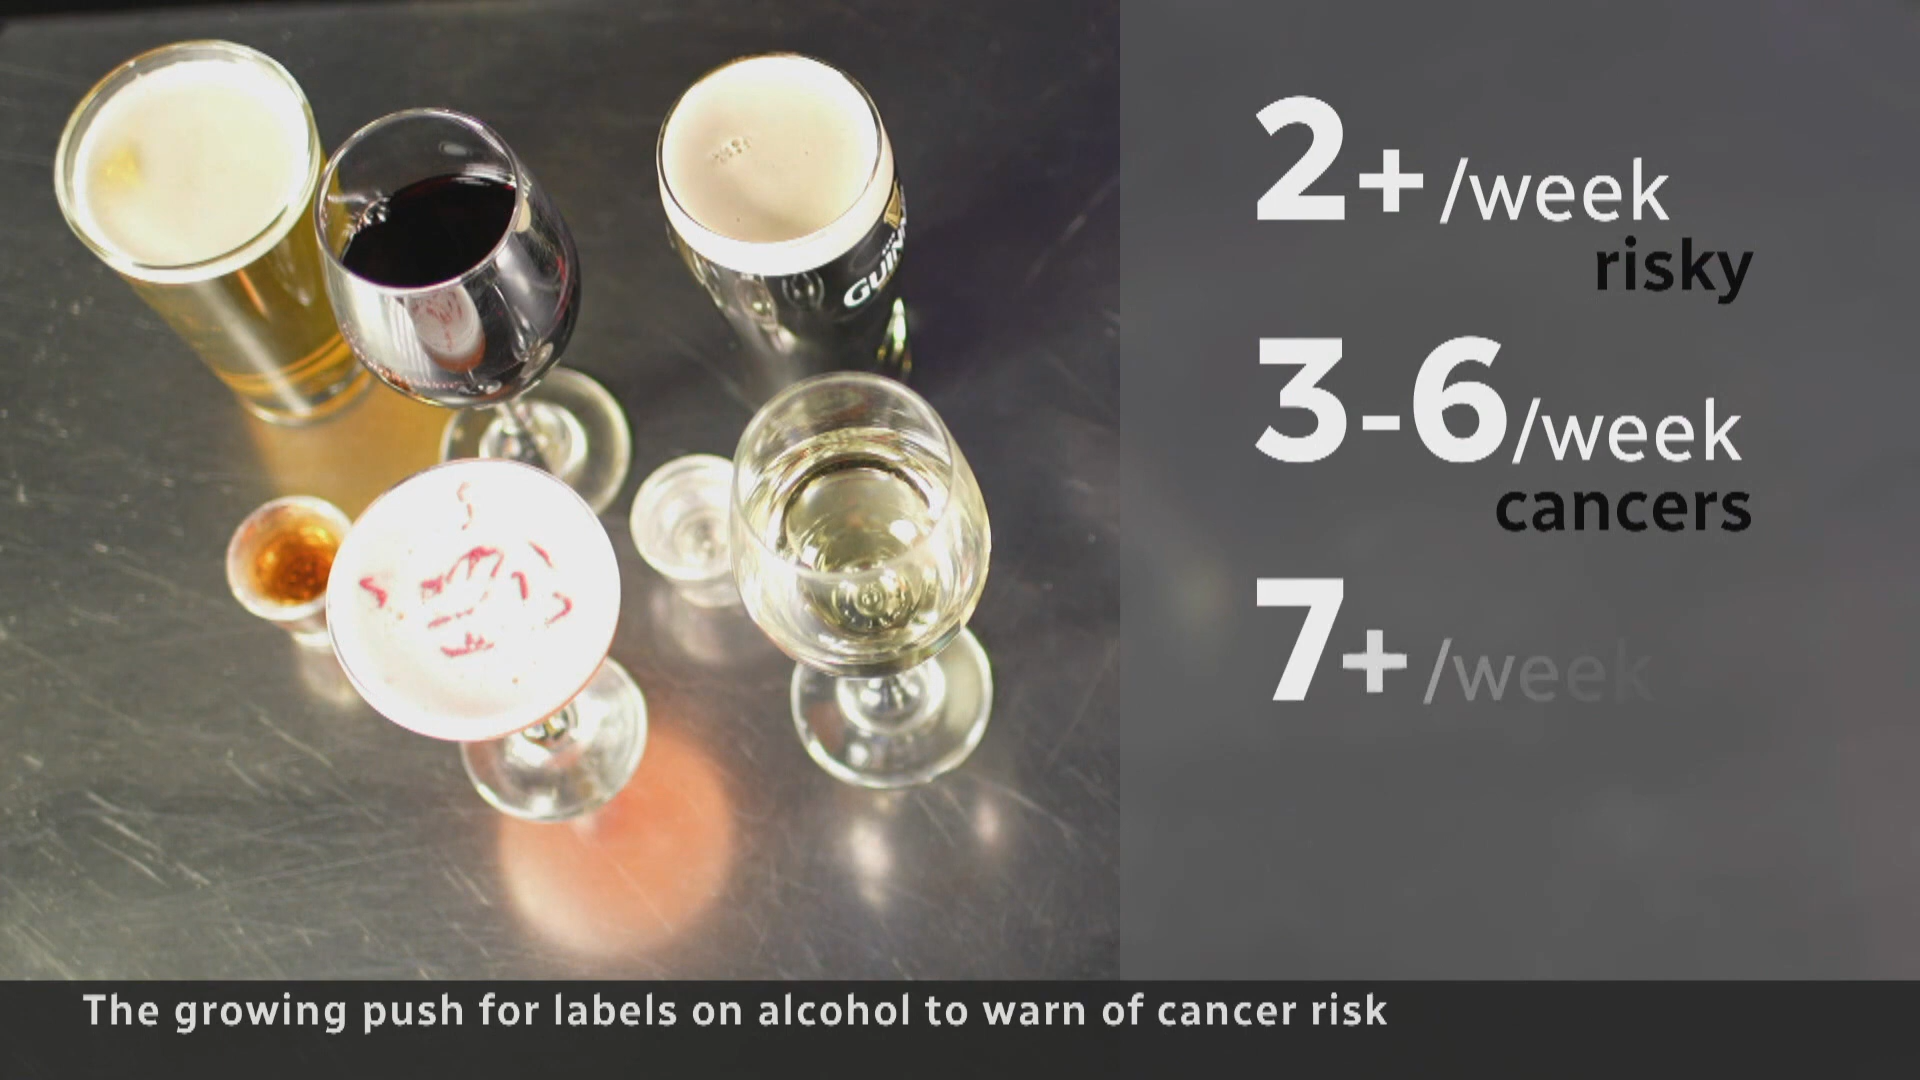 2+ /week
risky
3-6/week
cancers
7+ /week
GUIN
The growing push for labels on alcohol to warn of cancer risk